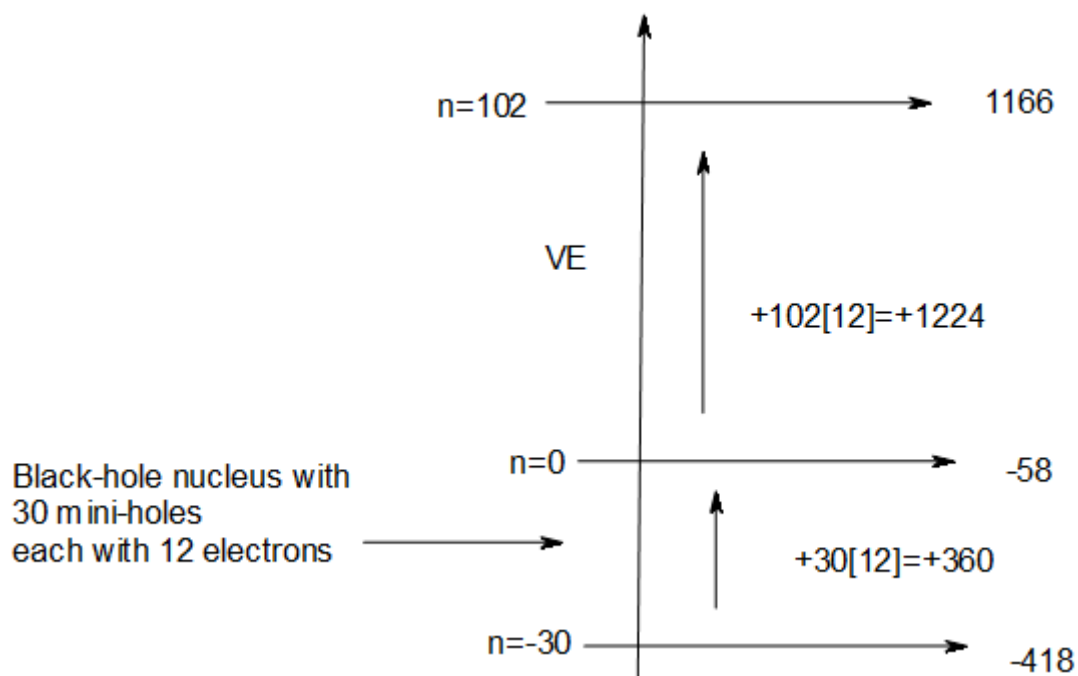 n=102
1166
VE
+102[12]=+1224
n=0
-58
Black-hole nucleus with
30 mini-holes
each with 12 electrons
+30[12]=+360
n=-30
-418